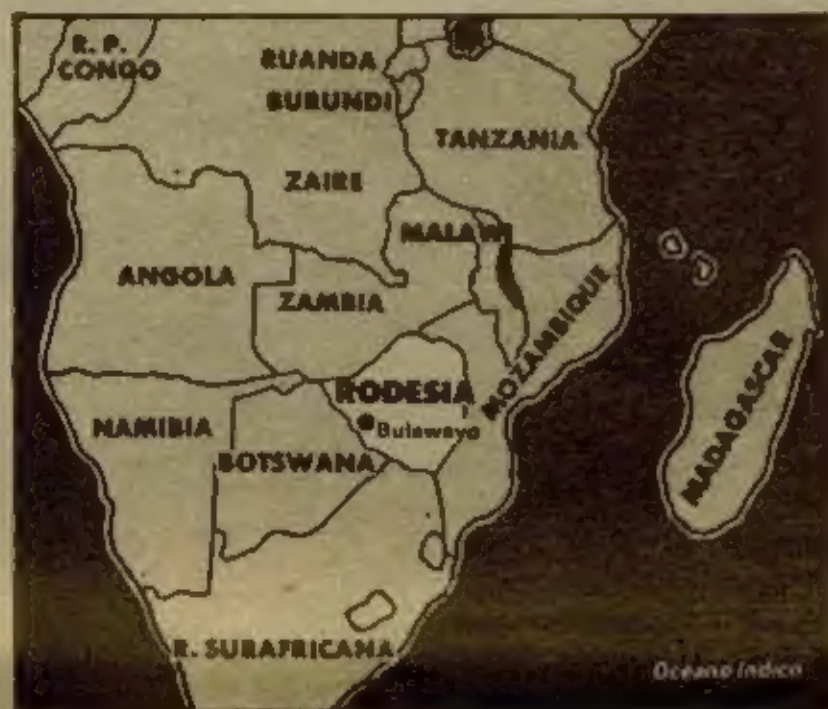 R. P.
CONGO
RUANDA
BURUNDI
TANZANIA
ZAIRE
MALAWI
ANGOLA
ZAMBIA
MOZAMBIQUE
RODESIA
Bulawayo
NAMIBIA
BOTSWANA
MADAGASCAR
R. SURAFRICANA
Oceano Indico